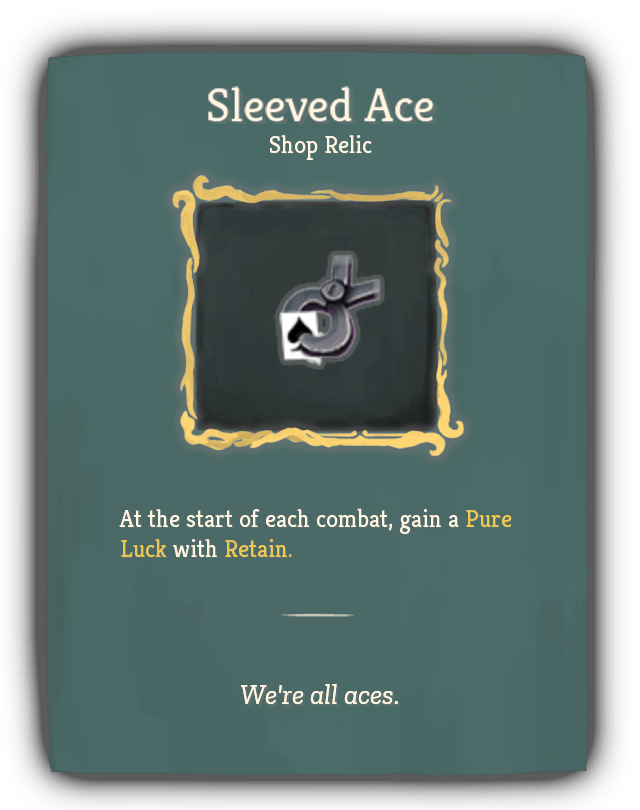 Sleeved Ace
Shop Relic
At the start of each combat, gain a Pure
Luck with Retain.
We're all aces.